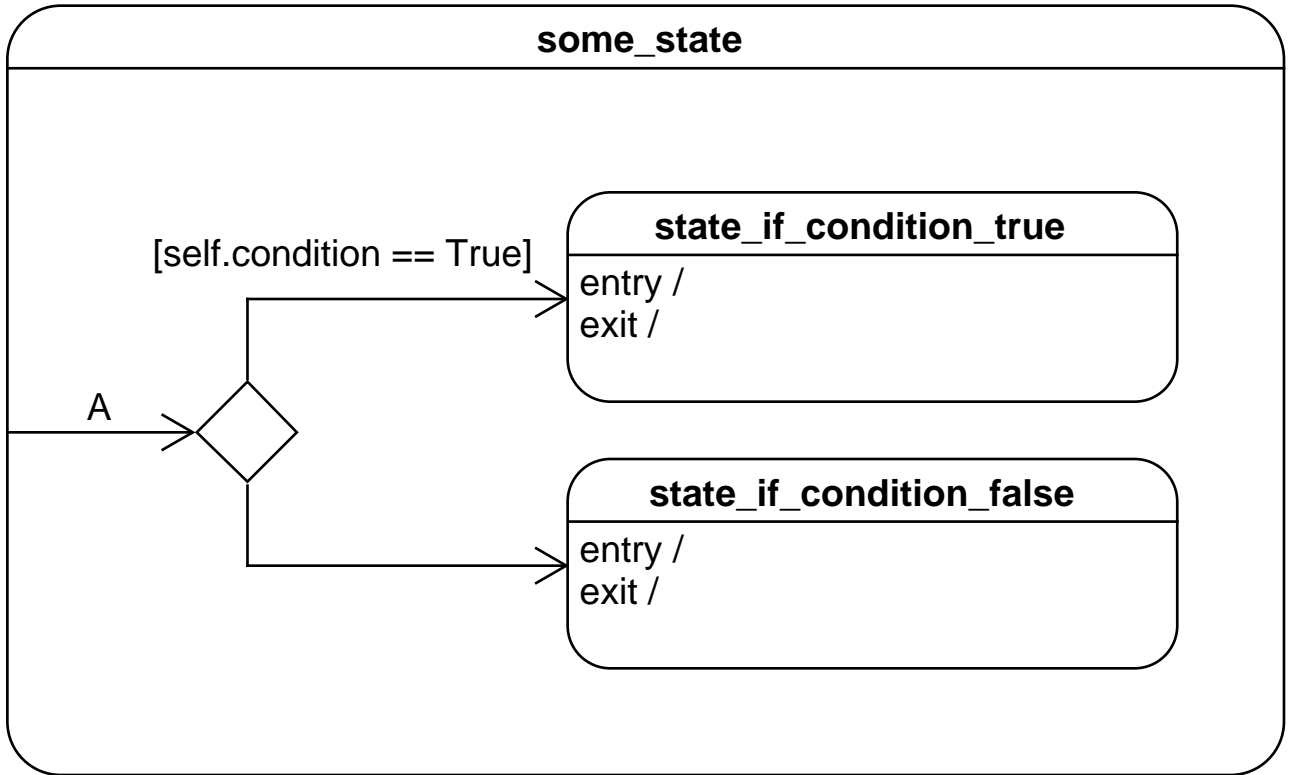 some_state
[self.condition == True]
state_if_condition_true
entry /
exit /
A
state_if_condition_false
entry /
exit /